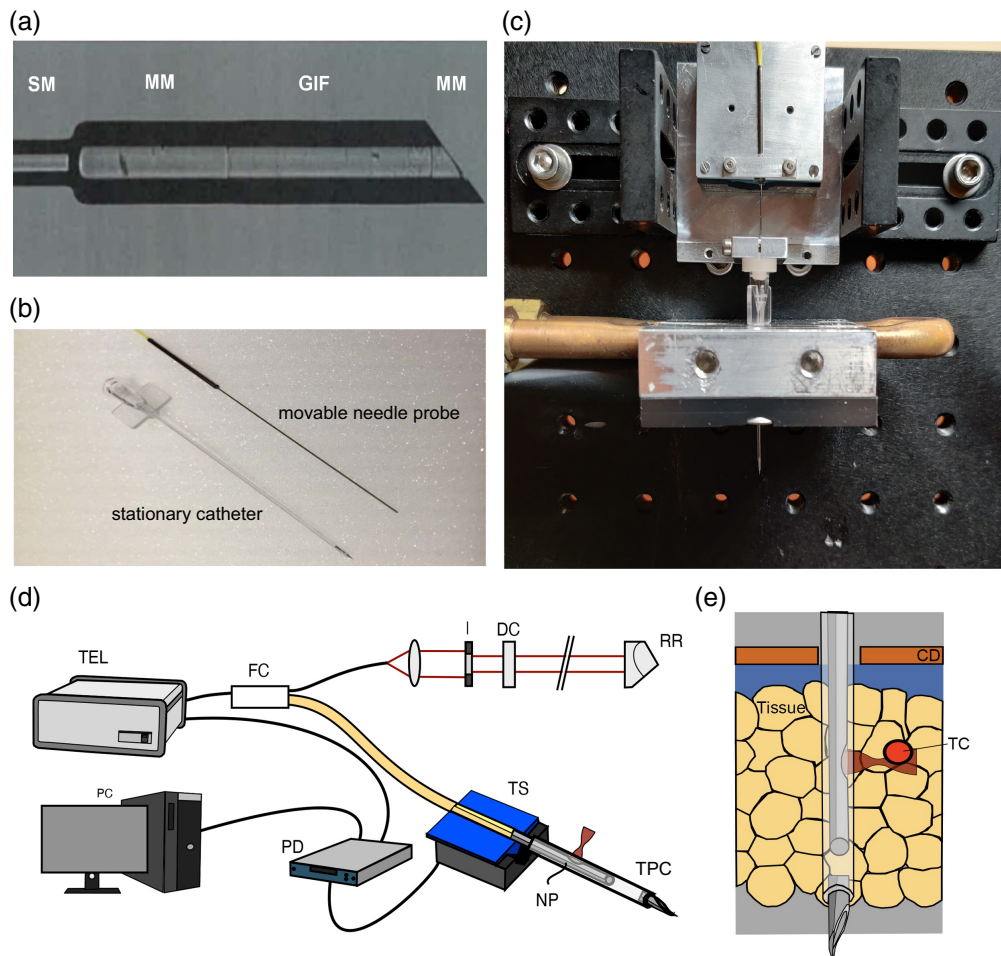 (a)
SM MM GIF MM
(b)
movable needle probe
stationary catheter
(c)
(d)
TEL
FC
I
DC
RR
PC
PD
TS
NP
TPC
(e)
CD
Tissue
TC